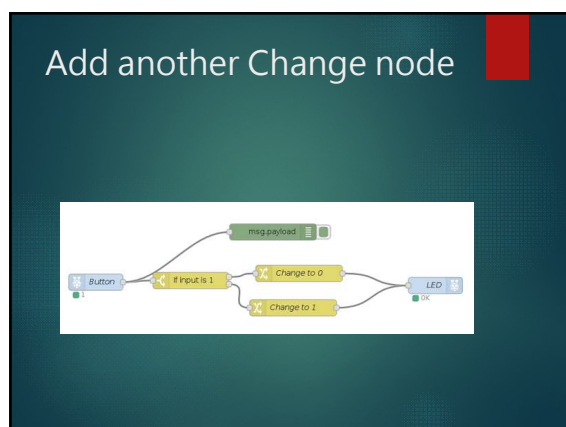 Add another Change node
msg.payload
Button
If input is 1
Change to 0
LED
1
OK
Change to 1